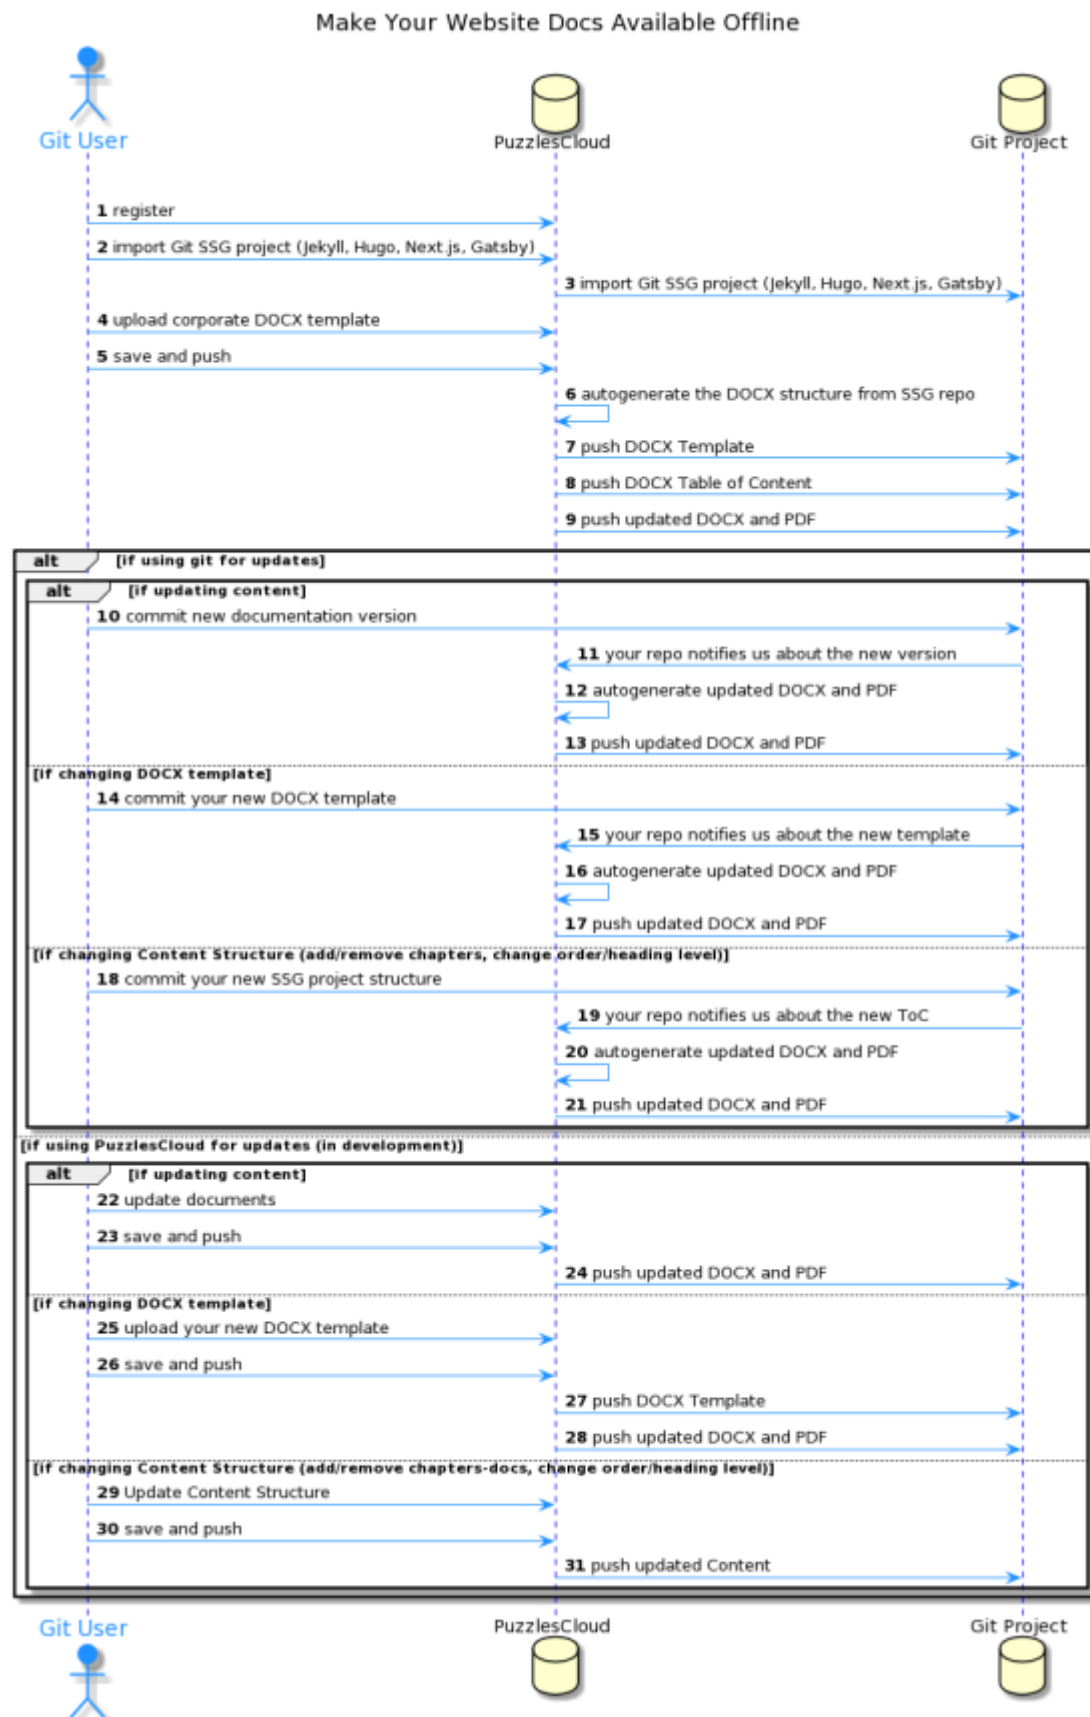 Make Your Website Docs Available Offline
Git User
PuzzlesCloud
Git Project
1 register
2 import Git SSG project (Jekyll, Hugo, Next.js, Gatsby)
3 import Git SSG project (Jekyll, Hugo, Next.js, Gatsby)
4 upload corporate DOCX template
5 save and push
6 autogenerate the DOCX structure from SSG repo
7 push DOCX Template
8 push DOCX Table of Content
9 push updated DOCX and PDF
alt [if using git for updates]
alt [if updating content]
10 commit new documentation version
11 your repo notifies us about the new version
12 autogenerate updated DOCX and PDF
13 push updated DOCX and PDF
[if changing DOCX template]
14 commit your new DOCX template
15 your repo notifies us about the new template
16 autogenerate updated DOCX and PDF
17 push updated DOCX and PDF
[if changing Content Structure (add/remove chapters, change order/heading level)]
18 commit your new SSG project structure
19 your repo notifies us about the new ToC
20 autogenerate updated DOCX and PDF
21 push updated DOCX and PDF
[if using PuzzlesCloud for updates (in development)]
alt [if updating content]
22 update documents
23 save and push
24 push updated DOCX and PDF
[if changing DOCX template]
25 upload your new DOCX template
26 save and push
27 push DOCX Template
28 push updated DOCX and PDF
[if changing Content Structure (add/remove chapters-docs, change order/heading level)]
29 Update Content Structure
30 save and push
31 push updated Content
Git User
PuzzlesCloud
Git Project